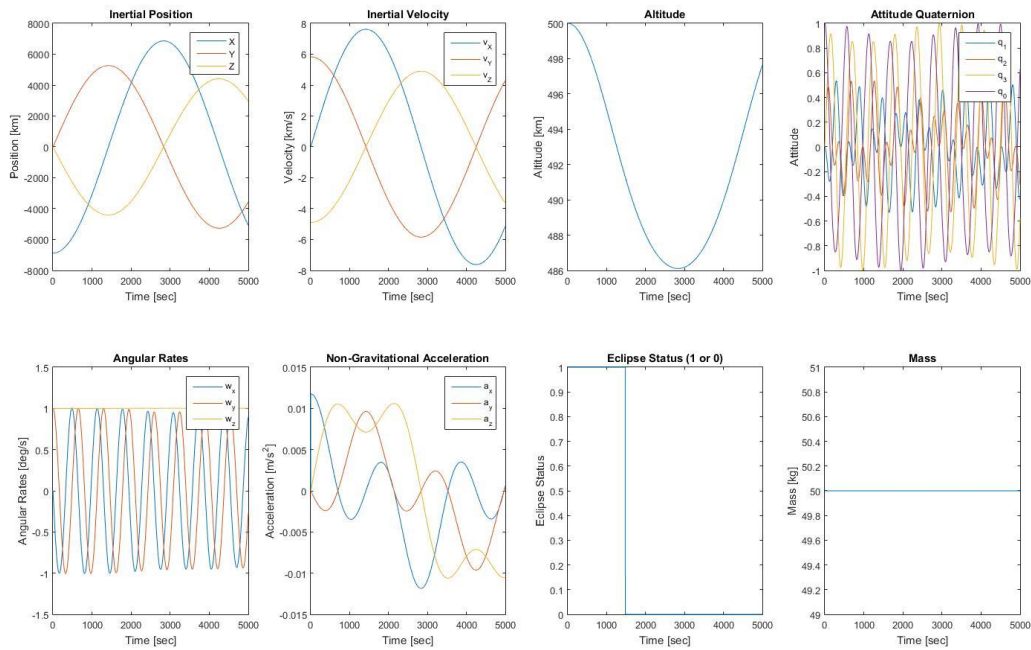 Inertial Position
8000
6000
4000
2000
0
-2000
-4000
-6000
-8000
Position [km]
X
Y
Z
0 1000 2000 3000 4000 5000
Time [sec]
Inertial Velocity
8
6
4
2
0
-2
-4
-6
-8
Velocity [km/s]
v_X
v_Y
v_Z
0 1000 2000 3000 4000 5000
Time [sec]
Altitude
500
498
496
494
492
490
488
486
Altitude [km]
0 1000 2000 3000 4000 5000
Time [sec]
Attitude Quaternion
1
0.8
0.6
0.4
0.2
0
-0.2
-0.4
-0.6
-0.8
-1
Attitude
q_1
q_2
q_3
q_0
0 1000 2000 3000 4000 5000
Time [sec]
Angular Rates
1.5
1
0.5
0
-0.5
-1
-1.5
Angular Rates [deg/s]
w_x
w_y
w_z
0 1000 2000 3000 4000 5000
Time [sec]
Non-Gravitational Acceleration
0.015
0.01
0.005
0
-0.005
-0.01
-0.015
Acceleration [m/s²]
a_x
a_y
a_z
0 1000 2000 3000 4000 5000
Time [sec]
Eclipse Status (1 or 0)
1
0.9
0.8
0.7
0.6
0.5
0.4
0.3
0.2
0.1
0
Eclipse Status
0 1000 2000 3000 4000 5000
Time [sec]
Mass
51
50.8
50.6
50.4
50.2
50
49.8
49.6
49.4
49.2
49
Mass [kg]
0 1000 2000 3000 4000 5000
Time [sec]